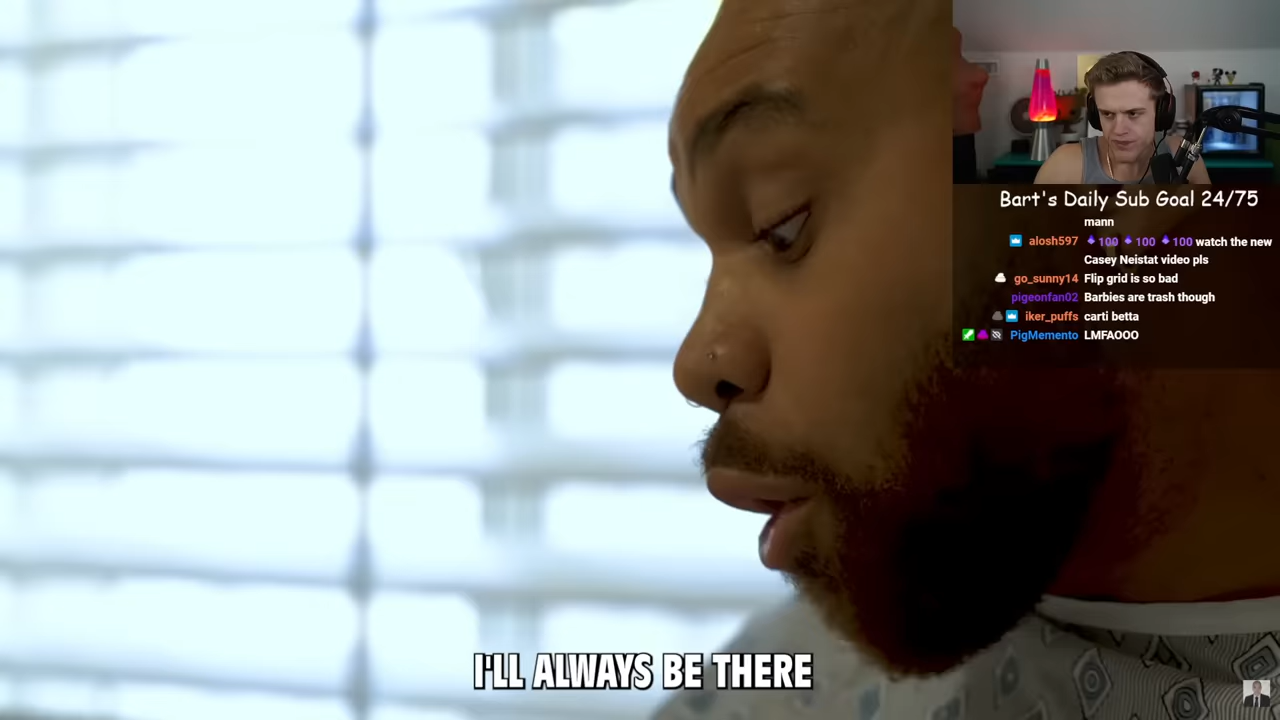 Bart's Daily Sub Goal 24/75
mann
alosh597 100 100 100 watch the new
Casey Neistat video pls
go_sunny14 Flip grid is so bad
pigeonfan02 Barbies are trash though
iker_puffs carti betta
PigMemento LMFAOOO
I'LL ALWAYS BE THERE